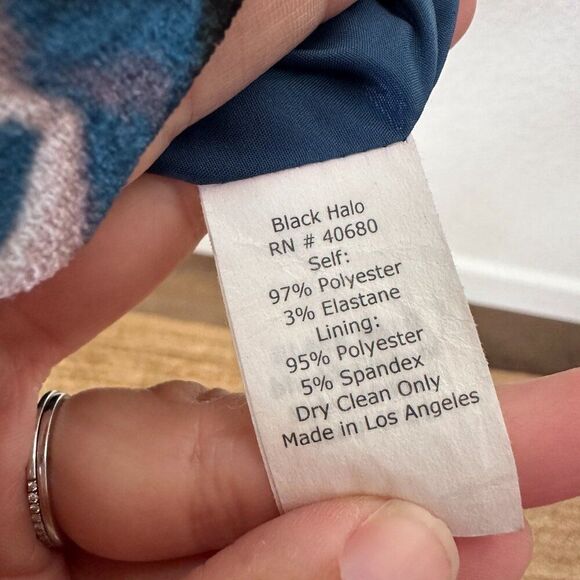 Black Halo
RN # 40680
Self:
97% Polyester
3% Elastane
Lining:
95% Polyester
5% Spandex
Dry Clean Only
Made in Los Angeles